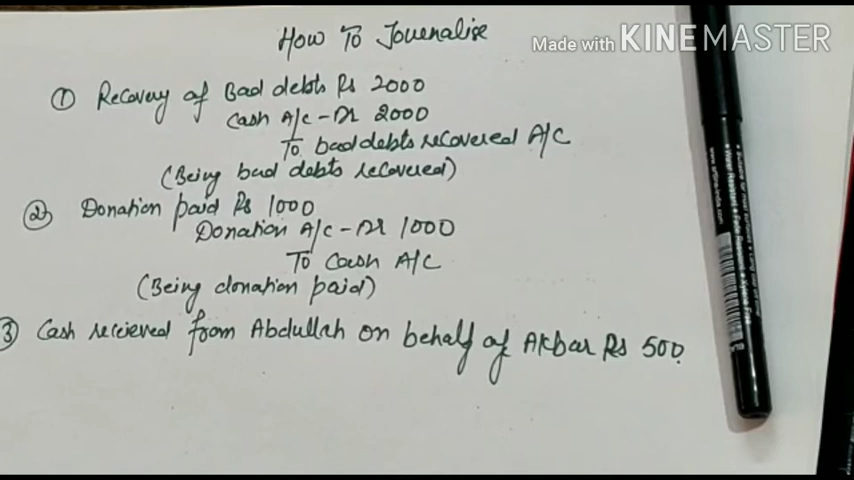 How To Journalise
Made with KINEMASTER
① Recovery of Bad debts Rs 2000
Cash A/c - Dr 2000
To bad debts recovered A/C
(Being bad debts recovered)
② Donation paid Rs 1000
Donation A/c - Dr 1000
To Cash A/C
(Being donation paid)
③ Cash recieved from Abdullah on behalf of Akbar Rs 500.